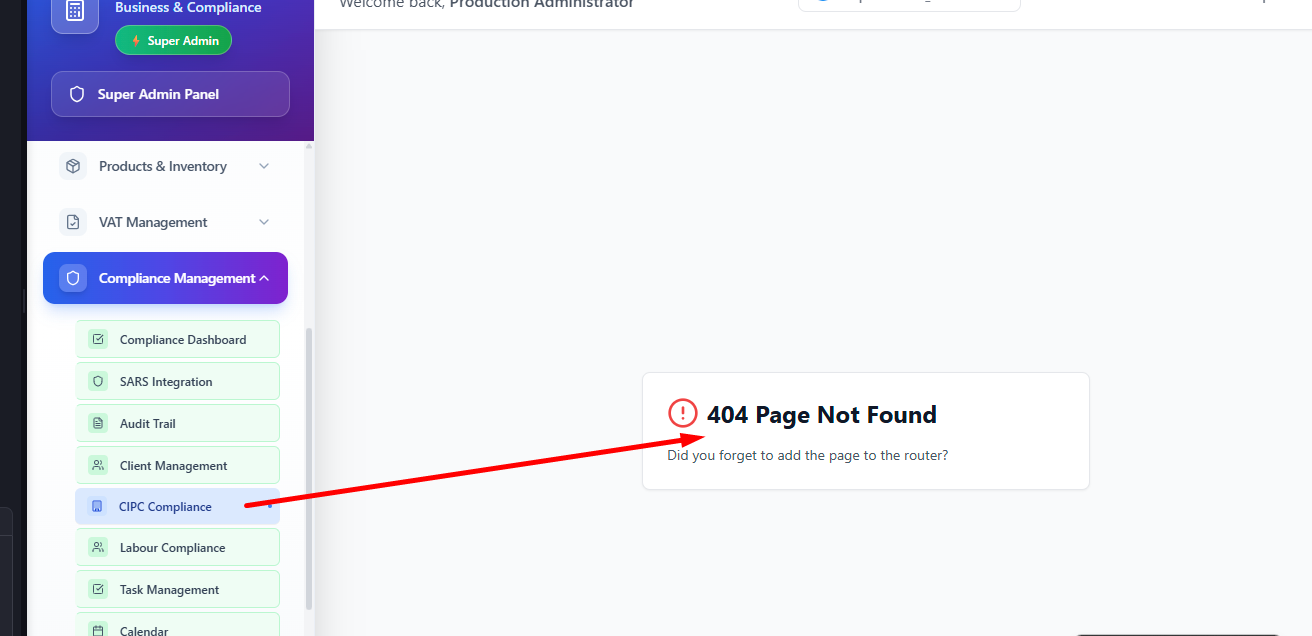 Business & Compliance
Super Admin
Super Admin Panel
Products & Inventory
VAT Management
Compliance Management
Compliance Dashboard
SARS Integration
Audit Trail
Client Management
CIPC Compliance
Labour Compliance
Task Management
Calendar
Welcome back, Production Administrator
404 Page Not Found
Did you forget to add the page to the router?